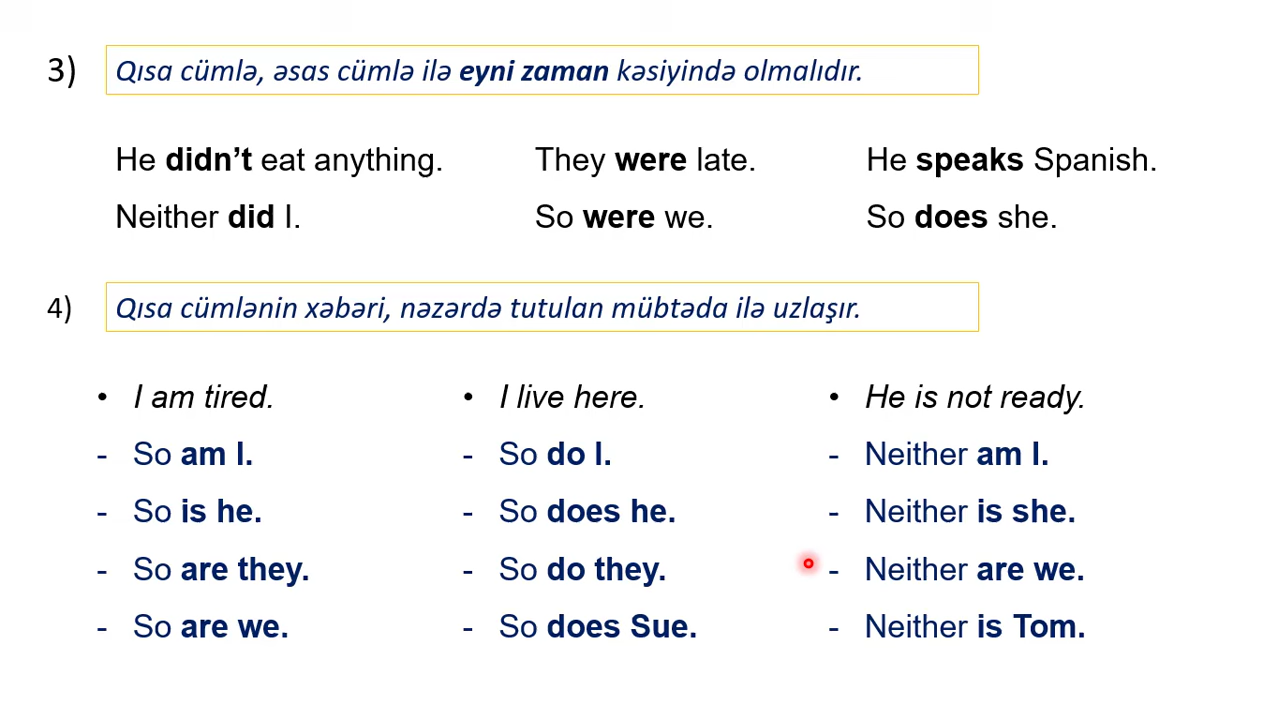 3) Qısa cümlə, əsas cümlə ilə eyni zaman kəsiyində olmalıdır.
He didn’t eat anything. They were late. He speaks Spanish.
Neither did I. So were we. So does she.
4) Qısa cümlənin xəbəri, nəzərdə tutulan mübtəda ilə uzlaşır.
• I am tired. • I live here. • He is not ready.
- So am I. - So do I. - Neither am I.
- So is he. - So does he. - Neither is she.
- So are they. - So do they. - Neither are we.
- So are we. - So does Sue. - Neither is Tom.